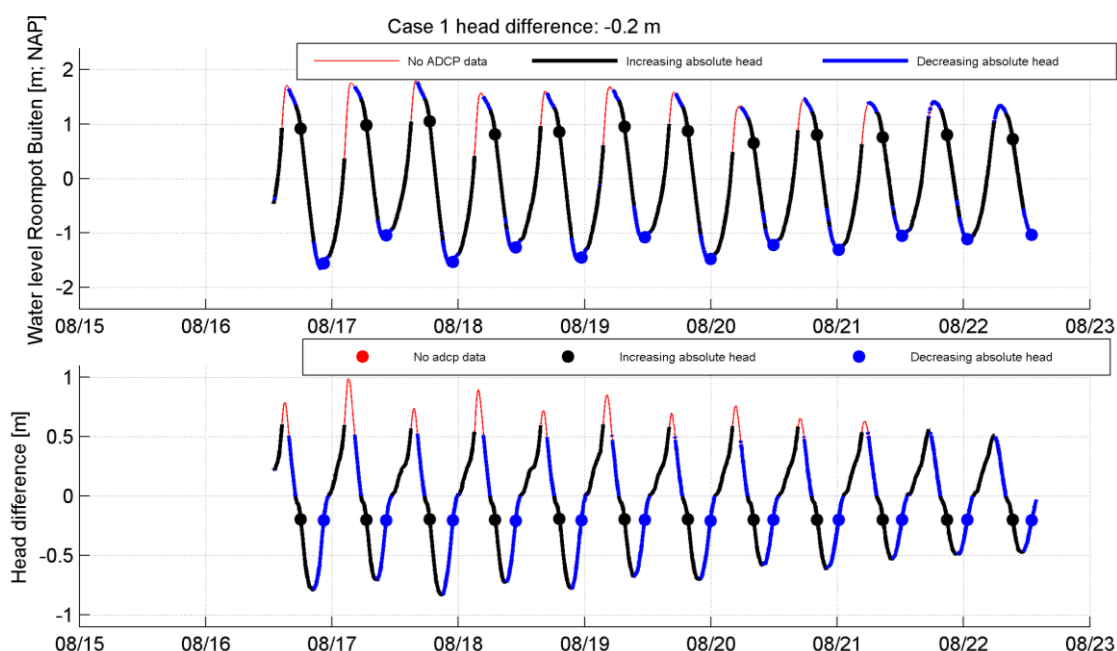 Case 1 head difference: -0.2 m
No ADCP data Increasing absolute head Decreasing absolute head
Water level Roompot Buiten [m; NAP]
2
1
0
-1
-2
08/15 08/16 08/17 08/18 08/19 08/20 08/21 08/22 08/23
No adcp data Increasing absolute head Decreasing absolute head
Head difference [m]
1
0.5
0
-0.5
-1
08/15 08/16 08/17 08/18 08/19 08/20 08/21 08/22 08/23